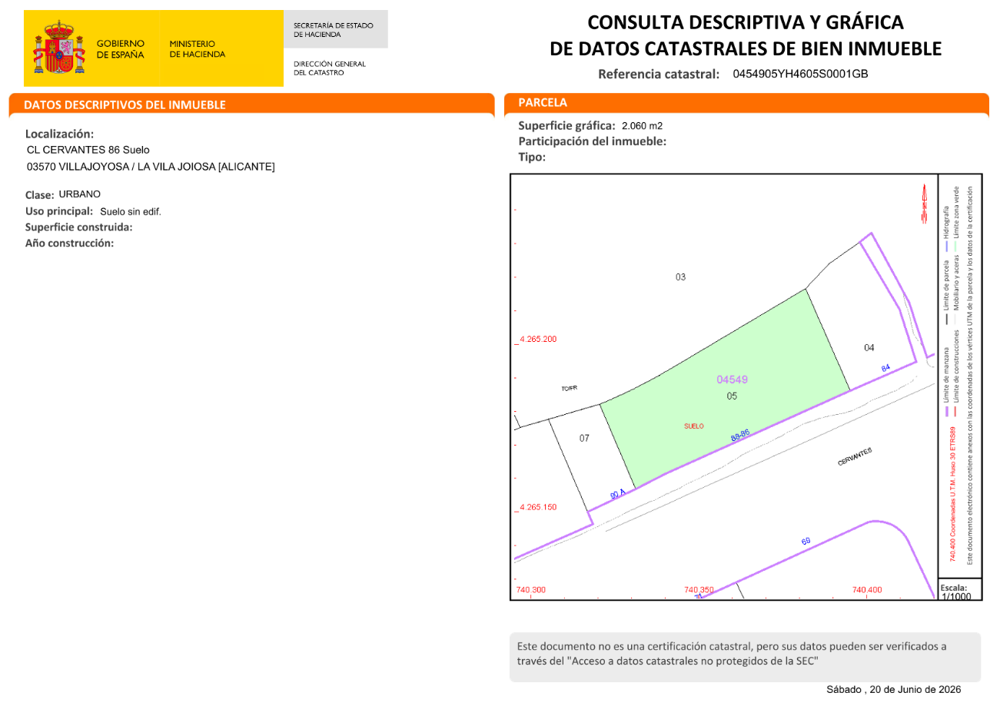 GOBIERNO
DE ESPAÑA
MINISTERIO
DE HACIENDA
SECRETARÍA DE ESTADO
DE HACIENDA
DIRECCIÓN GENERAL
DEL CATASTRO
CONSULTA DESCRIPTIVA Y GRÁFICA
DE DATOS CATASTRALES DE BIEN INMUEBLE
Referencia catastral: 0454905YH4605S0001GB
DATOS DESCRIPTIVOS DEL INMUEBLE
Localización:
CL CERVANTES 86 Suelo
03570 VILLAJOYOSA / LA VILA JOIOSA [ALICANTE]
Clase: URBANO
Uso principal: Suelo sin edif.
Superficie construida:
Año construcción:
PARCELA
Superficie gráfica: 2.060 m2
Participación del inmueble:
Tipo:
03
4.265.200
04
84
04549
05
TO/FR
SUELO
07
88-86
CERVANTES
90 A
4.265.150
69
71
740.300
740.350
740.400
Límite de manzana
Límite de parcela
Hidrografía
Límite de construcciones
Mobiliario y aceras
Límite zona verde
740.400 Coordenadas U.T.M. Huso 30 ETRS89
Este documento electrónico contiene anexos con las coordenadas de los vértices UTM de la parcela y los datos de la certificación
Escala:
1/1000
Este documento no es una certificación catastral, pero sus datos pueden ser verificados a
través del "Acceso a datos catastrales no protegidos de la SEC"
Sábado , 20 de Junio de 2026